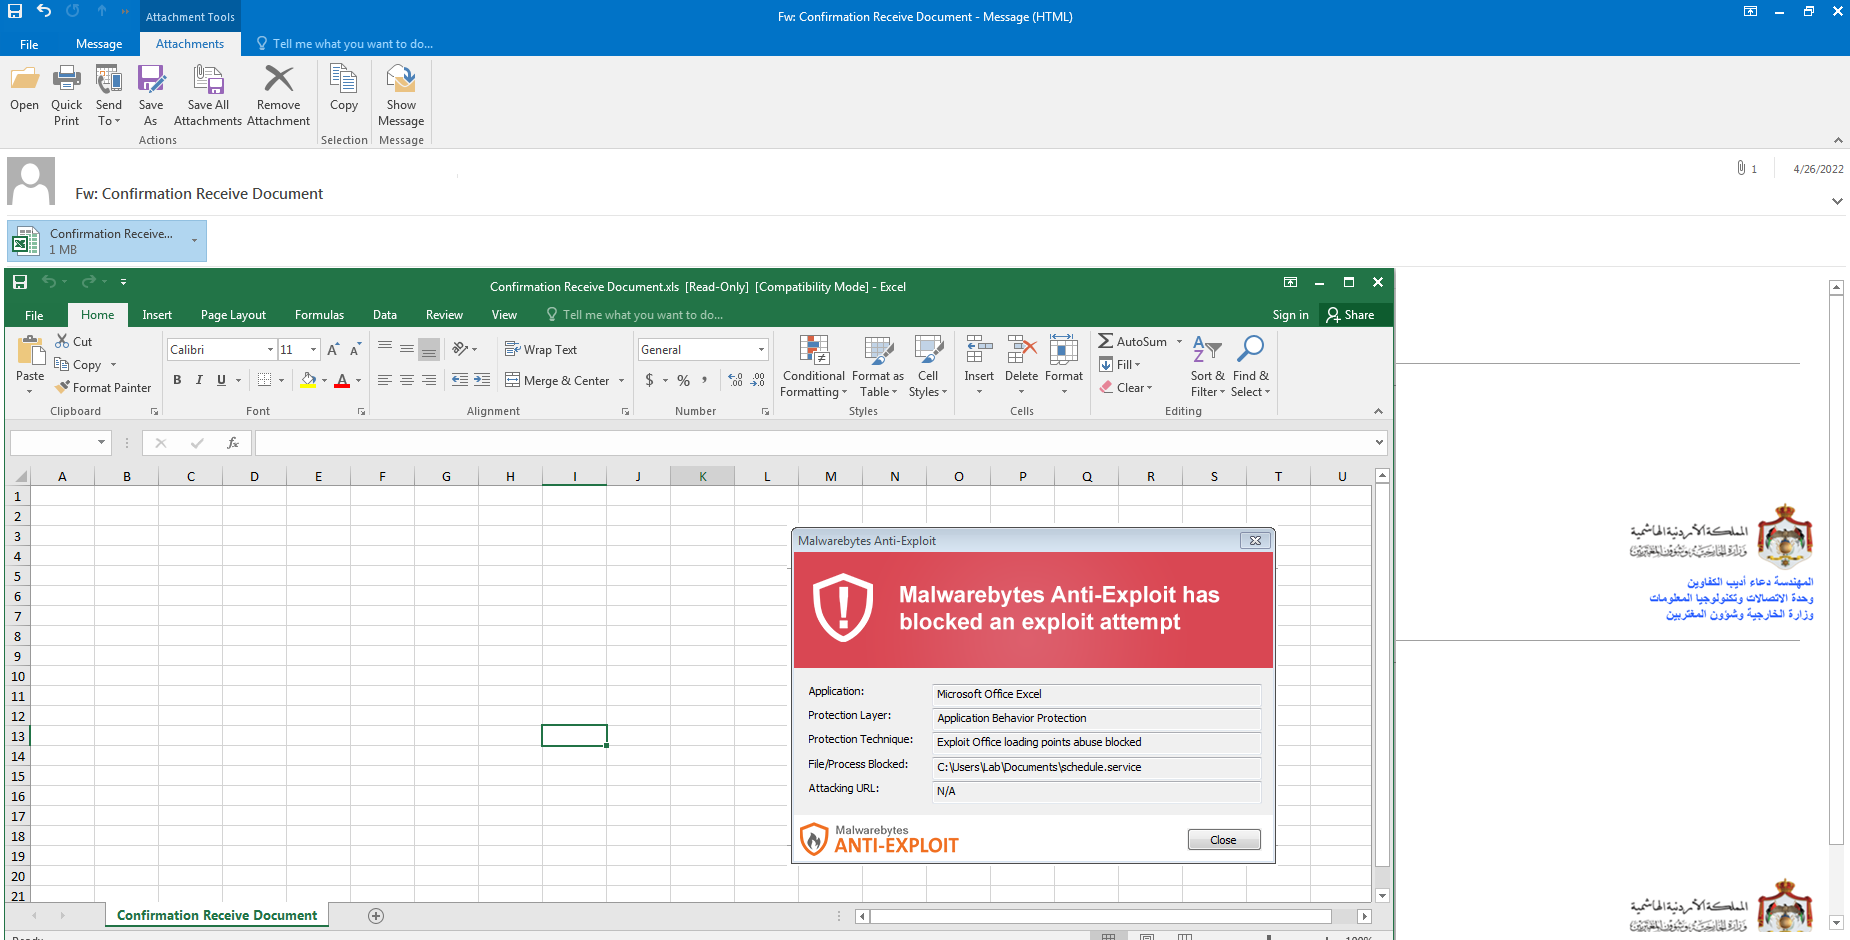 Attachment Tools
Fw: Confirmation Receive Document - Message (HTML)
File
Message
Attachments
Tell me what you want to do...
Open
Quick Print
Send To
Save As
Save All Attachments
Remove Attachment
Copy
Show Message
Actions
Selection
Message
1
4/26/2022
Fw: Confirmation Receive Document
Confirmation Receive...
1 MB
Confirmation Receive Document.xls [Read-Only] [Compatibility Mode] - Excel
File
Home
Insert
Page Layout
Formulas
Data
Review
View
Tell me what you want to do...
Sign in
Share
Paste
Cut
Copy
Format Painter
Clipboard
Calibri
11
B I U
Font
Wrap Text
Merge & Center
Alignment
General
$ % ,
Number
Conditional Formatting
Format as Table
Cell Styles
Styles
Insert
Delete
Format
Cells
AutoSum
Fill
Clear
Sort & Filter
Find & Select
Editing
fx
A B C D E F G H I J K L M N O P Q R S T U
1
2
3
4
5
6
7
8
9
10
11
12
13
14
15
16
17
18
19
20
21
Malwarebytes Anti-Exploit
Malwarebytes Anti-Exploit has
blocked an exploit attempt
Application: Microsoft Office Excel
Protection Layer: Application Behavior Protection
Protection Technique: Exploit Office loading points abuse blocked
File/Process Blocked: C:\Users\Lab\Documents\schedule.service
Attacking URL: N/A
Malwarebytes
ANTI-EXPLOIT
Close
المملكة الأردنية الهاشمية
وزارة الخارجية وشؤون المغتربين
المهندسة دعاء أديب الكفاوين
وحدة الاتصالات وتكنولوجيا المعلومات
وزارة الخارجية وشؤون المغتربين
المملكة الأردنية الهاشمية
وزارة الخارجية وشؤون المغتربين
Confirmation Receive Document